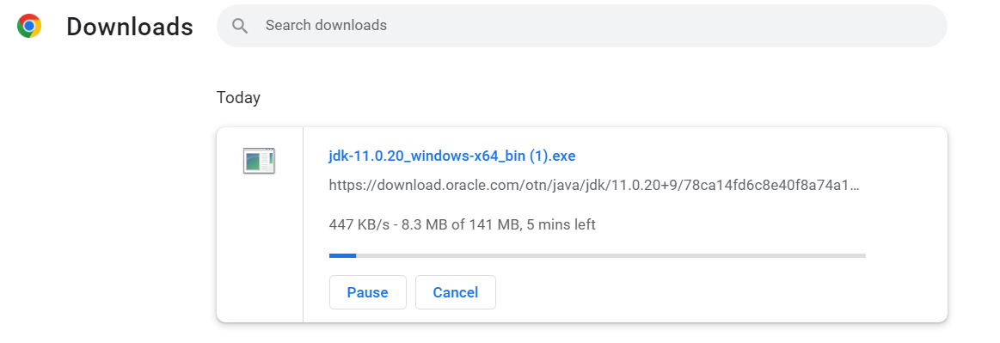 Downloads
Search downloads
Today
jdk-11.0.20_windows-x64_bin (1).exe
https://download.oracle.com/otn/java/jdk/11.0.20+9/78ca14fd6c8e40f8a74a1…
447 KB/s - 8.3 MB of 141 MB, 5 mins left
Pause
Cancel